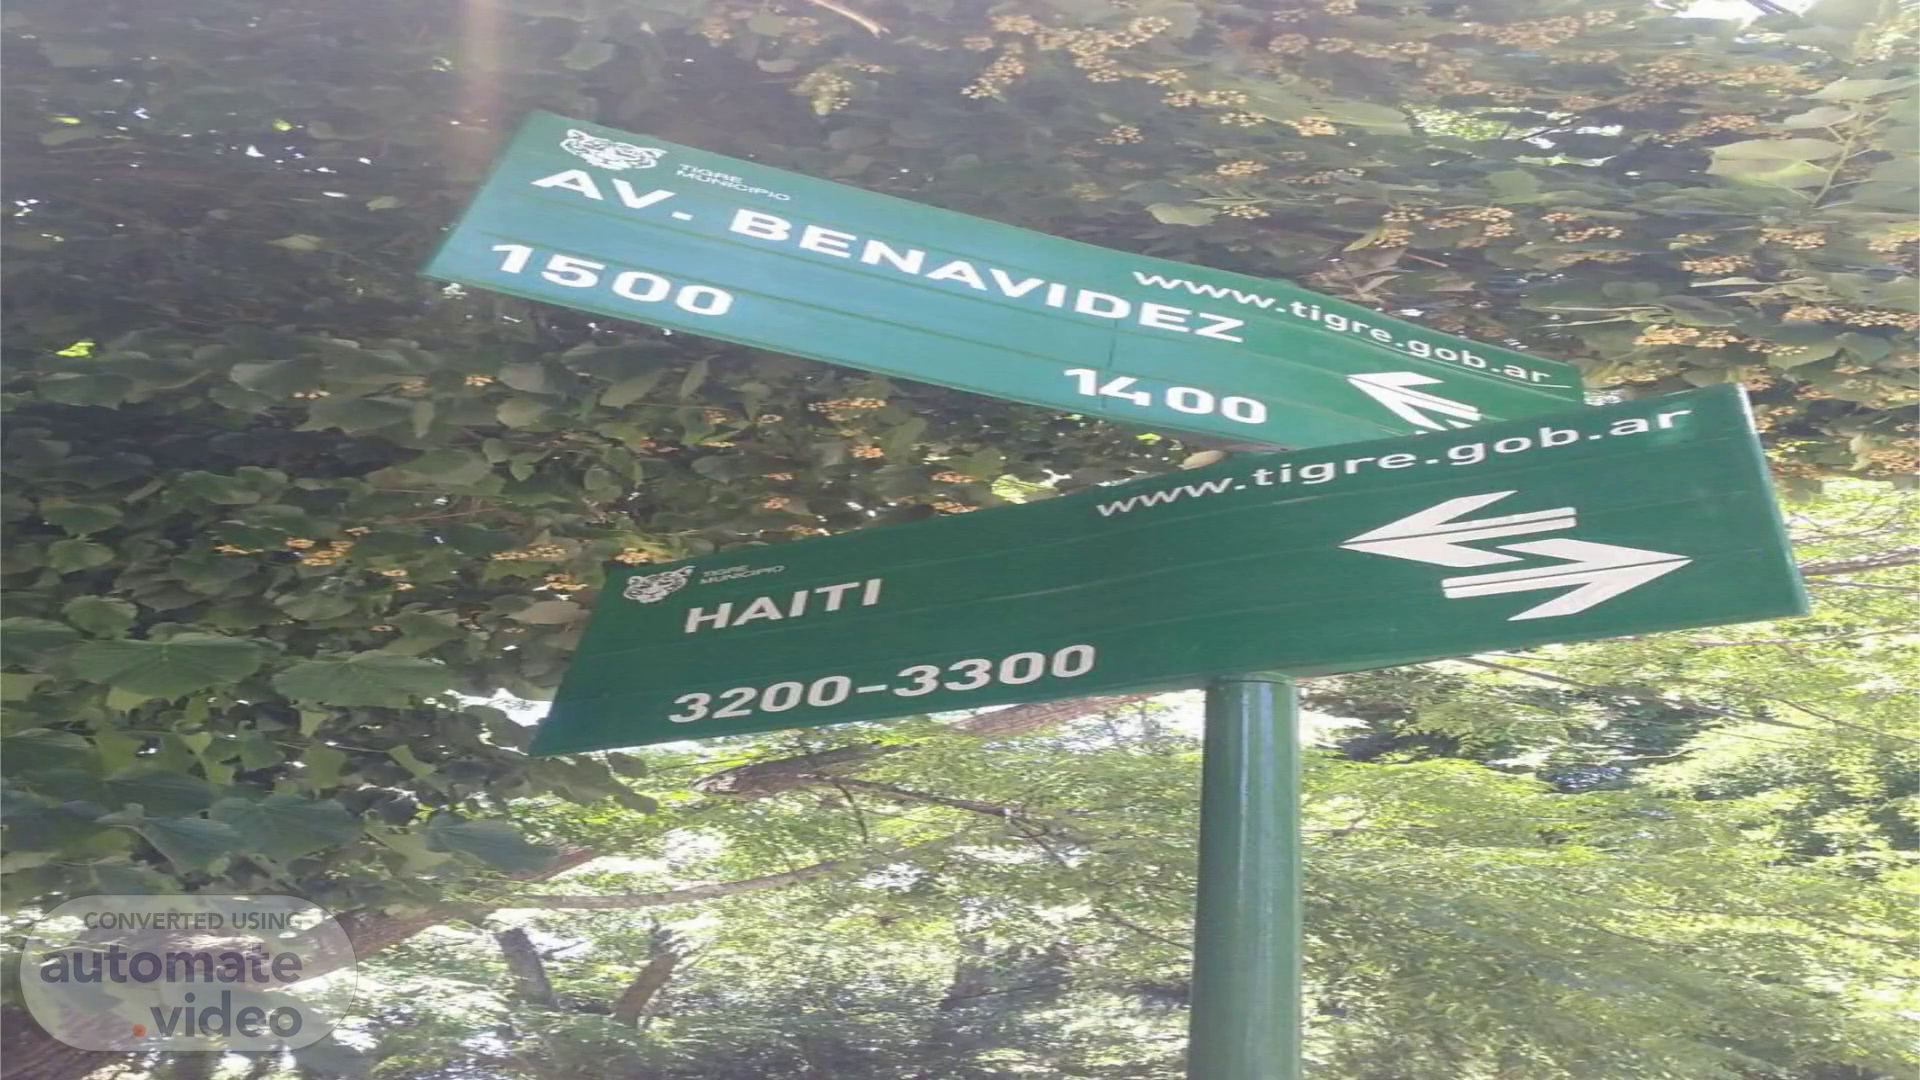 TIGRE
MUNICIPIO
AV. BENAVIDEZ
1500
1400
www.tigre.gob.ar
TIGRE
MUNICIPIO
HAITI
3200-3300
www.tigre.gob.ar
CONVERTED USING
automate
.video